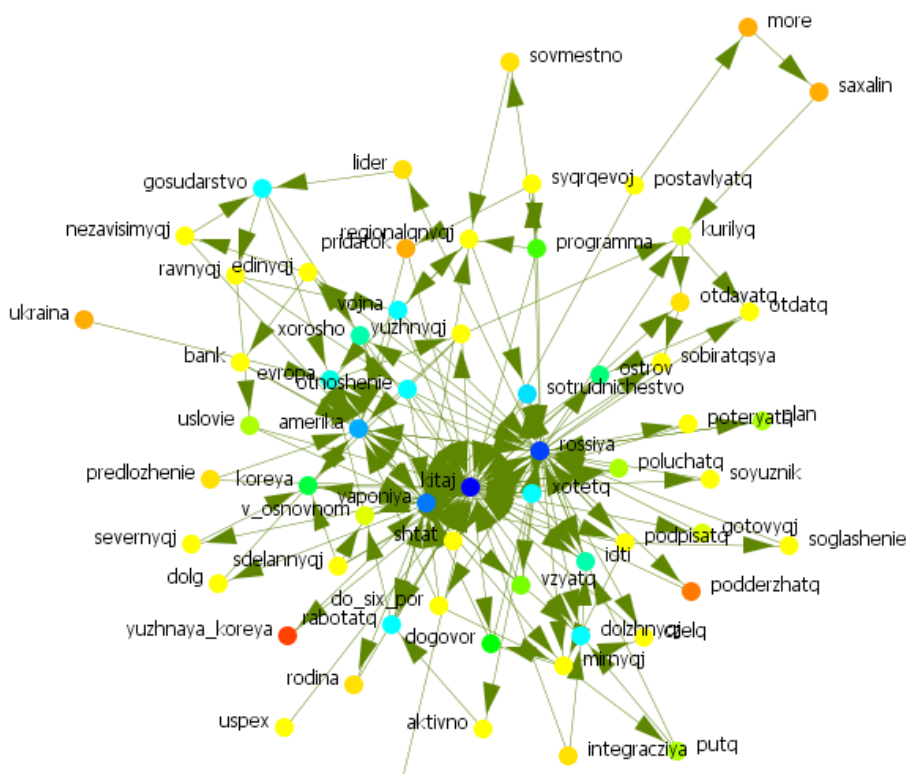 more
sovmestno
saxalin
lider
syqrqevoj
postavlyatq
gosudarstvo
nezavisimyqj
regionalqnyqj
pridatok
programma
kurilyq
ravnyqj
edinyqj
vojna
otdavatq
otdatq
ukraina
xorosho
yuzhnyqj
bank
evropa
otnoshenie
ostrov
sobiratqsya
sotrudnichestvo
uslovie
amerika
poteryatq
plan
rossiya
predlozhenie
koreya
kitaj
poluchatq
soyuznik
yaponiya
xotetq
v_osnovnom
shtat
severnyqj
sdelannyqj
podpisatq
gotovyqj
soglashenie
idti
dolg
vzyatq
podderzhatq
do_six_por
yuzhnaya_koreya
rabotatq
dogovor
dolzhnyqj
mirnyqj
rodina
uspex
aktivno
integracziya
putq